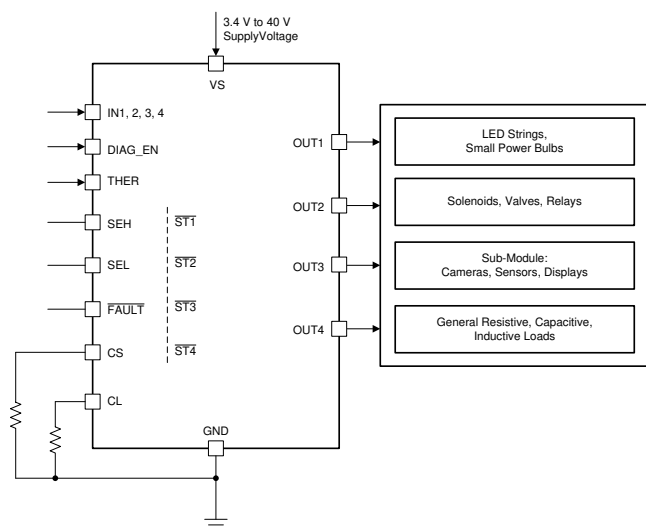 3.4 V to 40 V
SupplyVoltage
VS
IN1, 2, 3, 4
DIAG_EN
THER
SEH
SEL
FAULT
CS
CL
ST1
ST2
ST3
ST4
GND
OUT1
OUT2
OUT3
OUT4
LED Strings,
Small Power Bulbs
Solenoids, Valves, Relays
Sub-Module:
Cameras, Sensors, Displays
General Resistive, Capacitive,
Inductive Loads